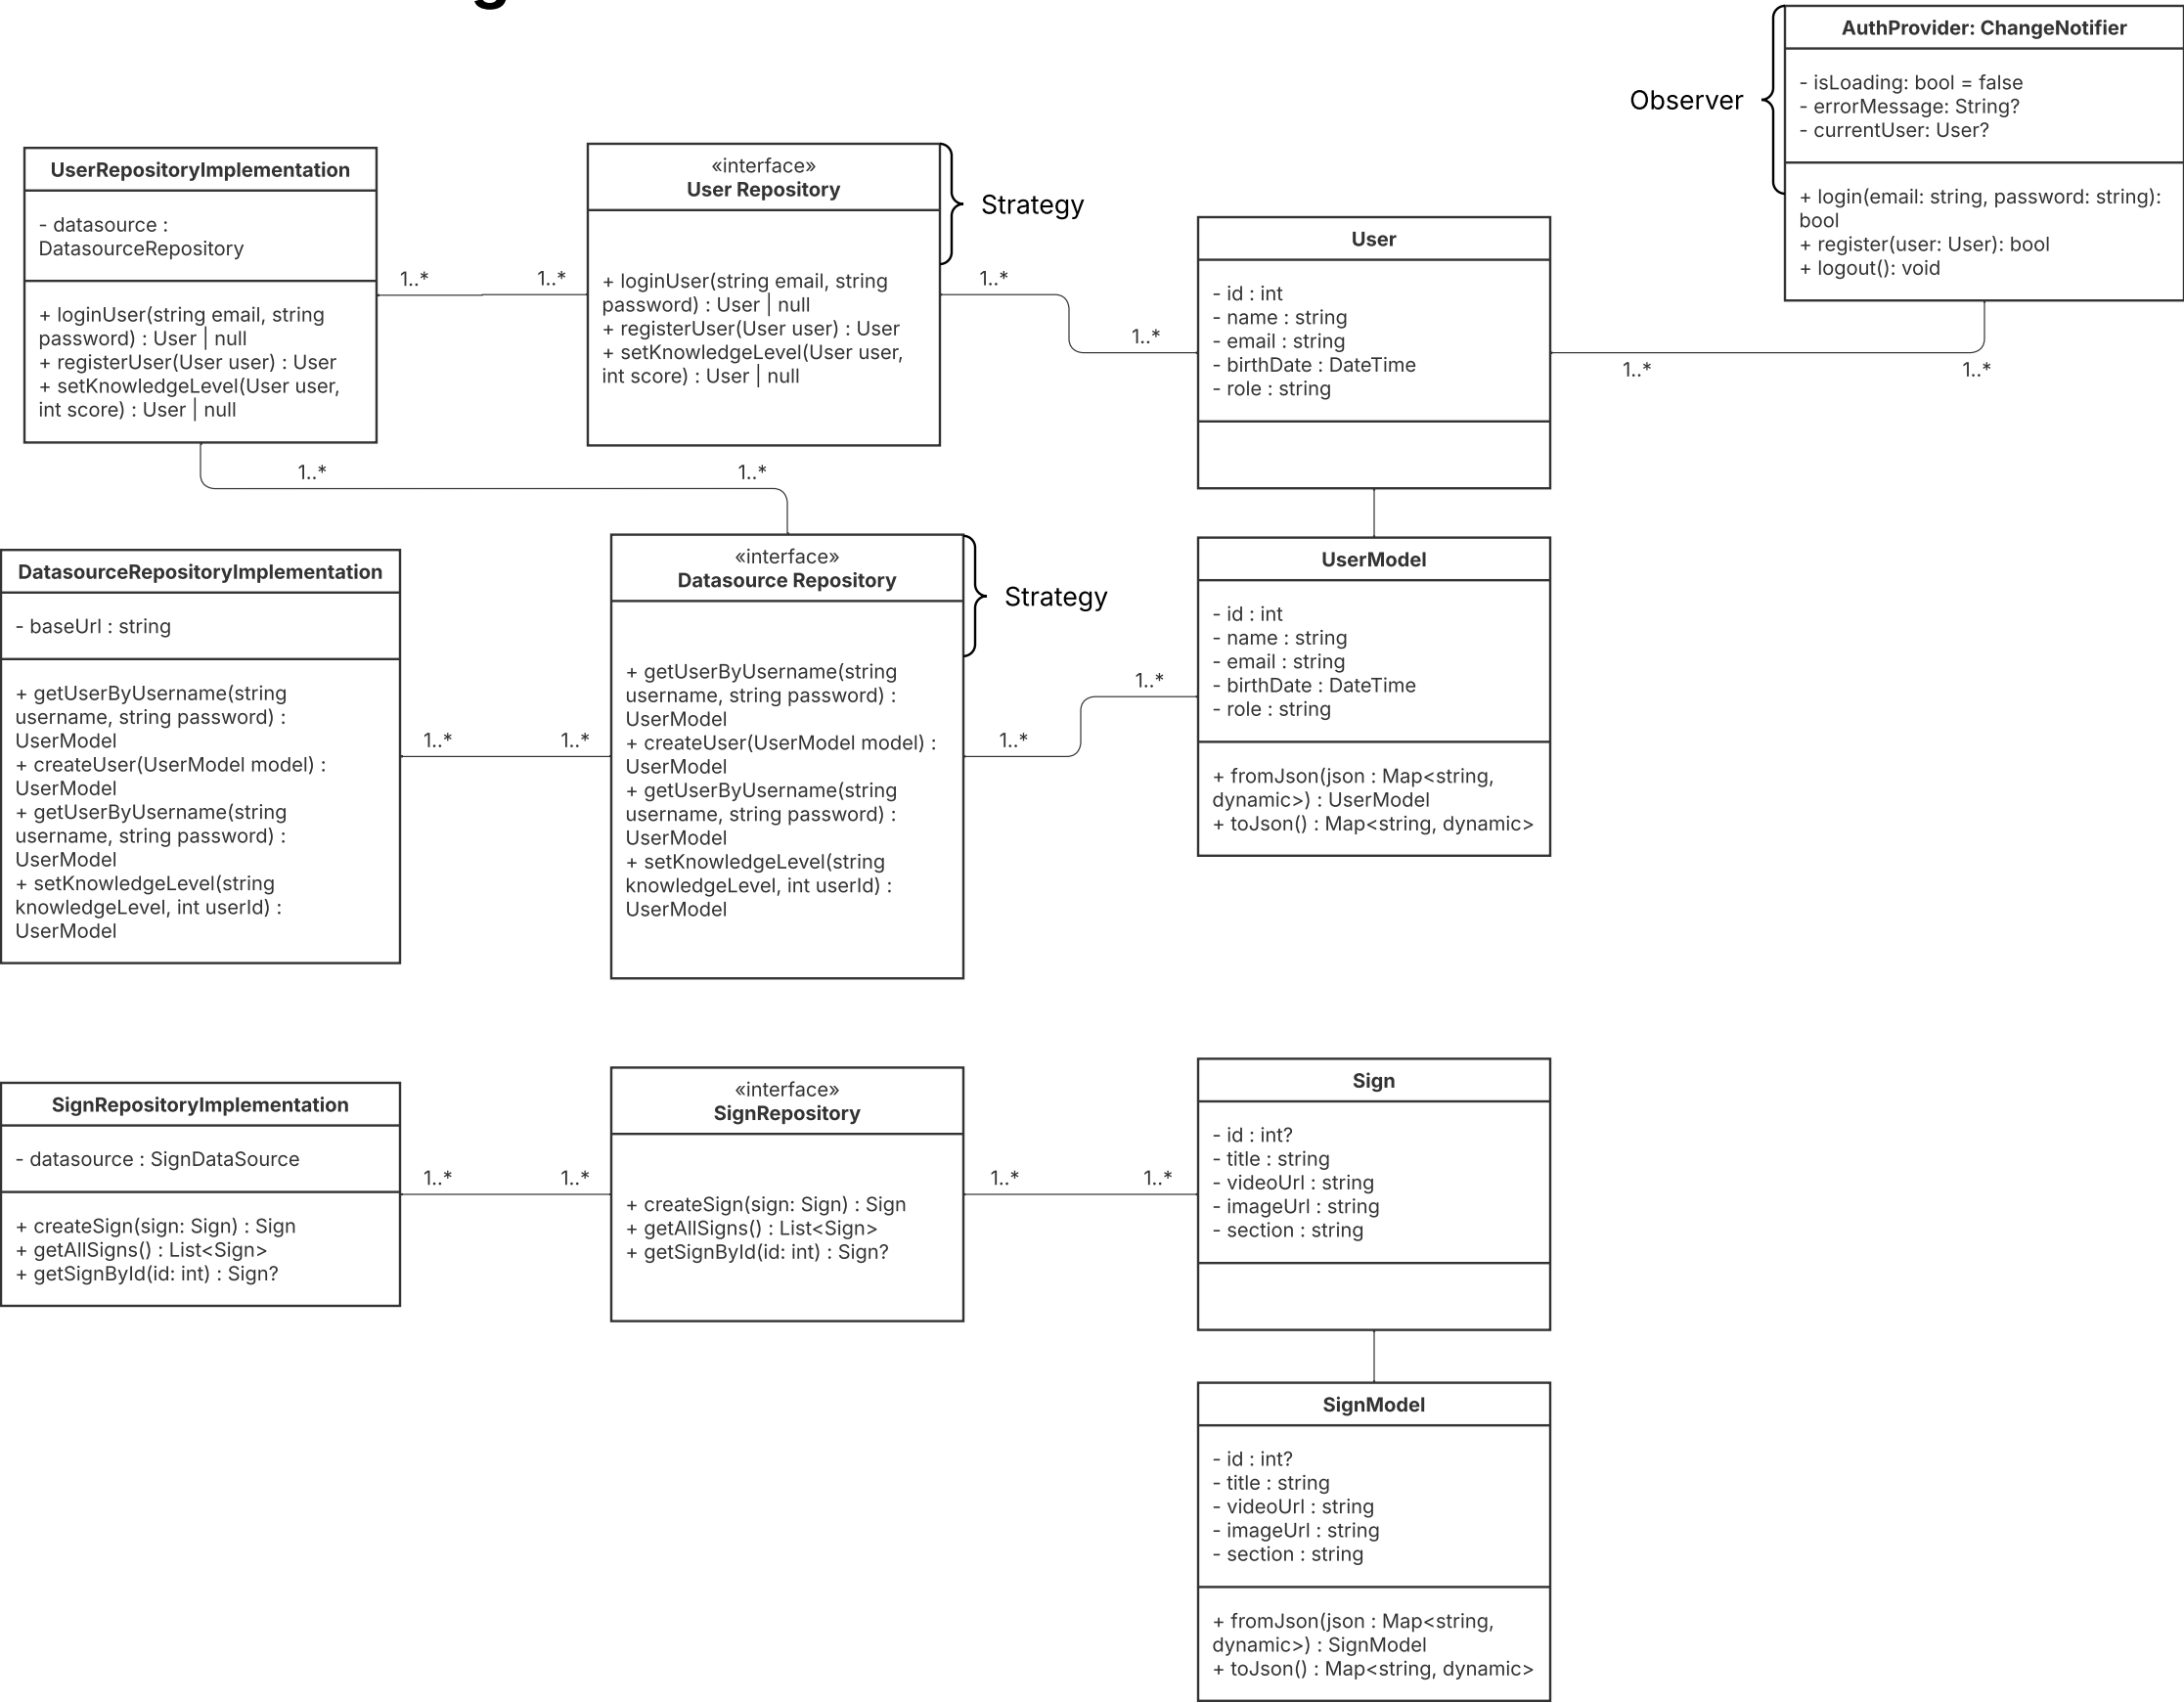 AuthProvider: ChangeNotifier
- isLoading: bool = false
- errorMessage: String?
- currentUser: User?
+ login(email: string, password: string):
bool
+ register(user: User): bool
+ logout(): void
Observer
UserRepositoryImplementation
- datasource :
DatasourceRepository
+ loginUser(string email, string
password) : User | null
+ registerUser(User user) : User
+ setKnowledgeLevel(User user,
int score) : User | null
1..*
1..*
«interface»
User Repository
+ loginUser(string email, string
password) : User | null
+ registerUser(User user) : User
+ setKnowledgeLevel(User user,
int score) : User | null
Strategy
1..*
1..*
User
- id : int
- name : string
- email : string
- birthDate : DateTime
- role : string
1..*
1..*
1..*
1..*
DatasourceRepositoryImplementation
- baseUrl : string
+ getUserByUsername(string
username, string password) :
UserModel
+ createUser(UserModel model) :
UserModel
+ getUserByUsername(string
username, string password) :
UserModel
+ setKnowledgeLevel(string
knowledgeLevel, int userId) :
UserModel
1..*
1..*
«interface»
Datasource Repository
+ getUserByUsername(string
username, string password) :
UserModel
+ createUser(UserModel model) :
UserModel
+ getUserByUsername(string
username, string password) :
UserModel
+ setKnowledgeLevel(string
knowledgeLevel, int userId) :
UserModel
Strategy
1..*
1..*
UserModel
- id : int
- name : string
- email : string
- birthDate : DateTime
- role : string
+ fromJson(json : Map<string,
dynamic>) : UserModel
+ toJson() : Map<string, dynamic>
SignRepositoryImplementation
- datasource : SignDataSource
+ createSign(sign: Sign) : Sign
+ getAllSigns() : List<Sign>
+ getSignById(id: int) : Sign?
1..*
1..*
«interface»
SignRepository
+ createSign(sign: Sign) : Sign
+ getAllSigns() : List<Sign>
+ getSignById(id: int) : Sign?
1..*
1..*
Sign
- id : int?
- title : string
- videoUrl : string
- imageUrl : string
- section : string
SignModel
- id : int?
- title : string
- videoUrl : string
- imageUrl : string
- section : string
+ fromJson(json : Map<string,
dynamic>) : SignModel
+ toJson() : Map<string, dynamic>